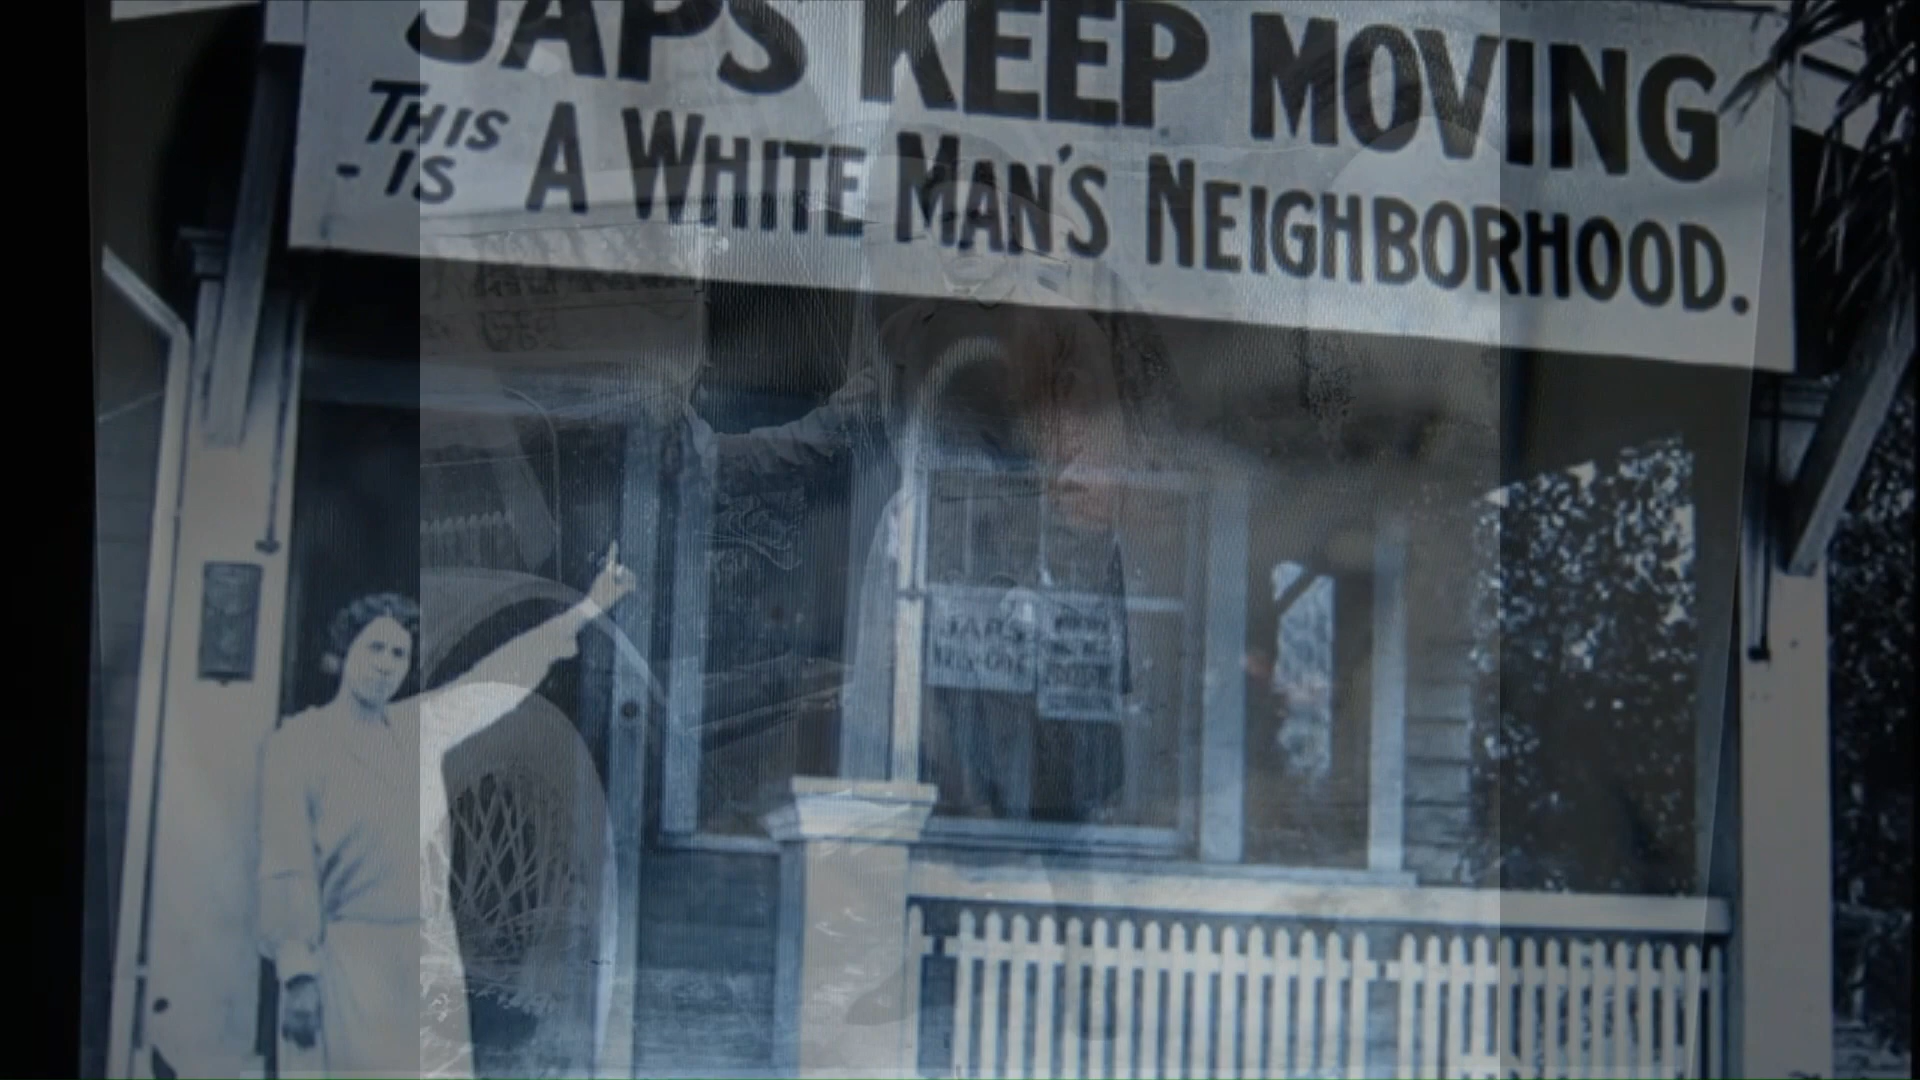 JAPS KEEP MOVING
THIS
- IS A WHITE MAN'S NEIGHBORHOOD.
JAPS